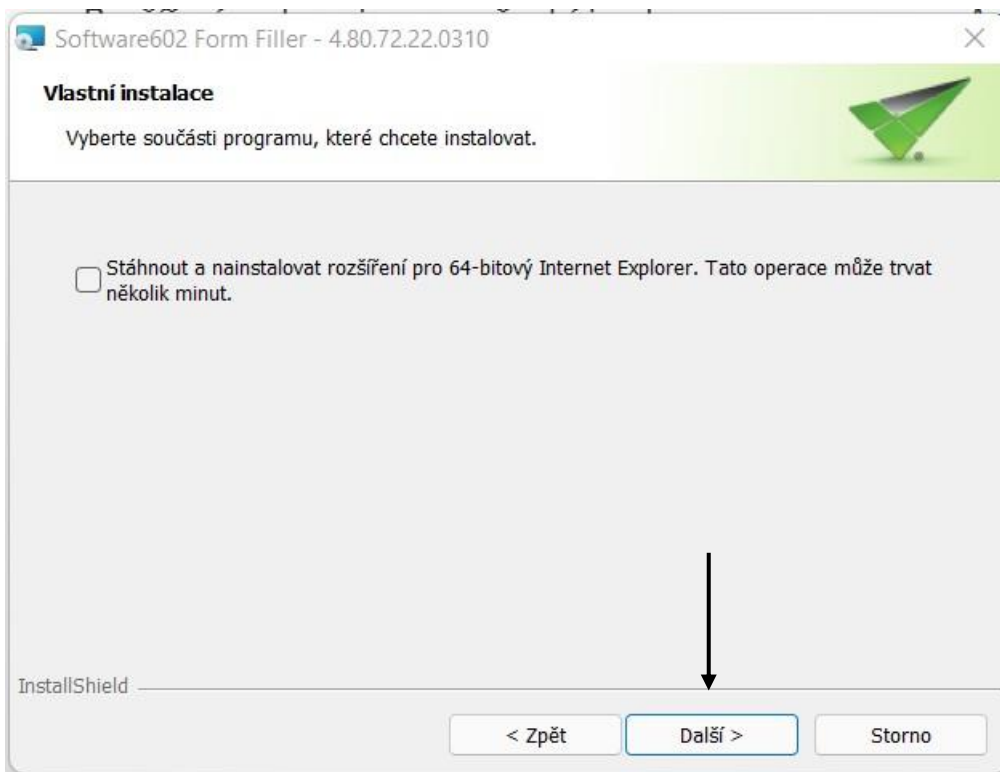 Software602 Form Filler - 4.80.72.22.0310
Vlastní instalace
Vyberte součásti programu, které chcete instalovat.
Stáhnout a nainstalovat rozšíření pro 64-bitový Internet Explorer. Tato operace může trvat
několik minut.
InstallShield
< Zpět
Další >
Storno